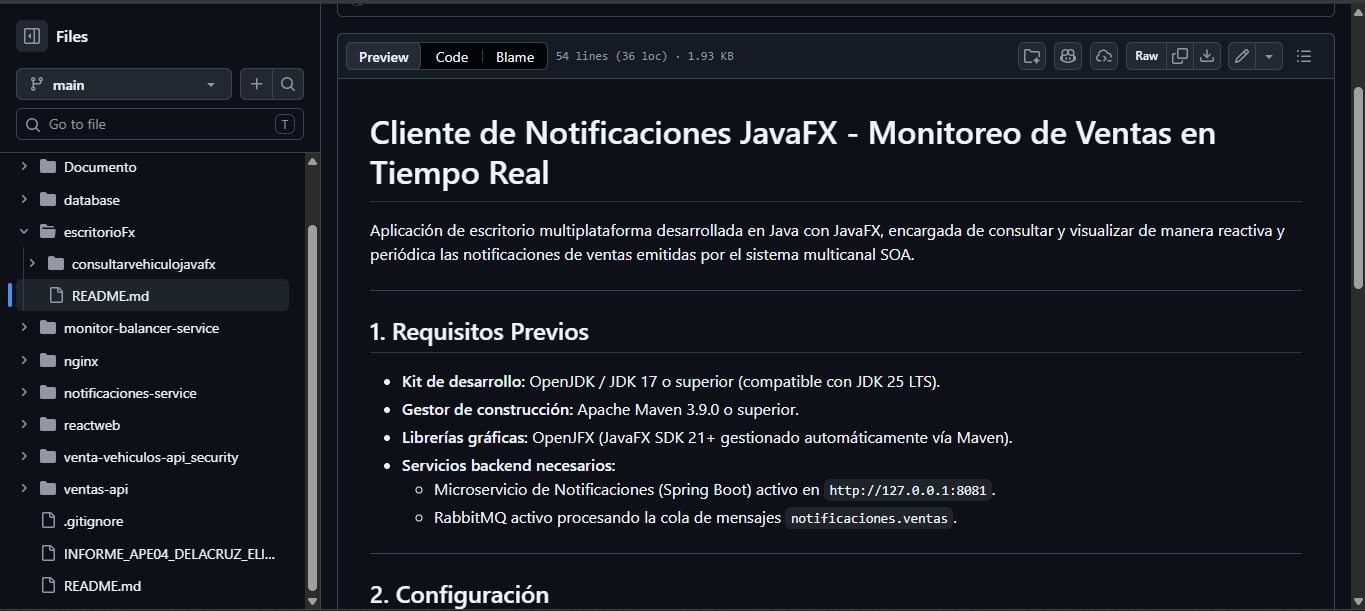 Files
main
Go to file
T
Documento
database
escritorioFx
consultarvehiculojavafx
README.md
monitor-balancer-service
nginx
notificaciones-service
reactweb
venta-vehiculos-api_security
ventas-api
.gitignore
INFORME_APE04_DELACRUZ_ELI...
README.md
Preview Code Blame 54 lines (36 loc) · 1.93 KB Raw
Cliente de Notificaciones JavaFX - Monitoreo de Ventas en
Tiempo Real
Aplicación de escritorio multiplataforma desarrollada en Java con JavaFX, encargada de consultar y visualizar de manera reactiva y
periódica las notificaciones de ventas emitidas por el sistema multicanal SOA.
1. Requisitos Previos
• Kit de desarrollo: OpenJDK / JDK 17 o superior (compatible con JDK 25 LTS).
• Gestor de construcción: Apache Maven 3.9.0 o superior.
• Librerías gráficas: OpenJFX (JavaFX SDK 21+ gestionado automáticamente vía Maven).
• Servicios backend necesarios:
○ Microservicio de Notificaciones (Spring Boot) activo en http://127.0.0.1:8081.
○ RabbitMQ activo procesando la cola de mensajes notificaciones.ventas.
2. Configuración